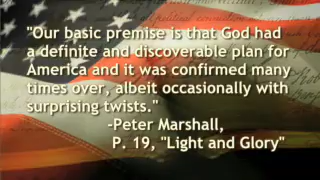 "Our basic premise is that God had
a definite and discoverable plan for
America and it was confirmed many
times over, albeit occasionally with
surprising twists."
-Peter Marshall,
P. 19, "Light and Glory"